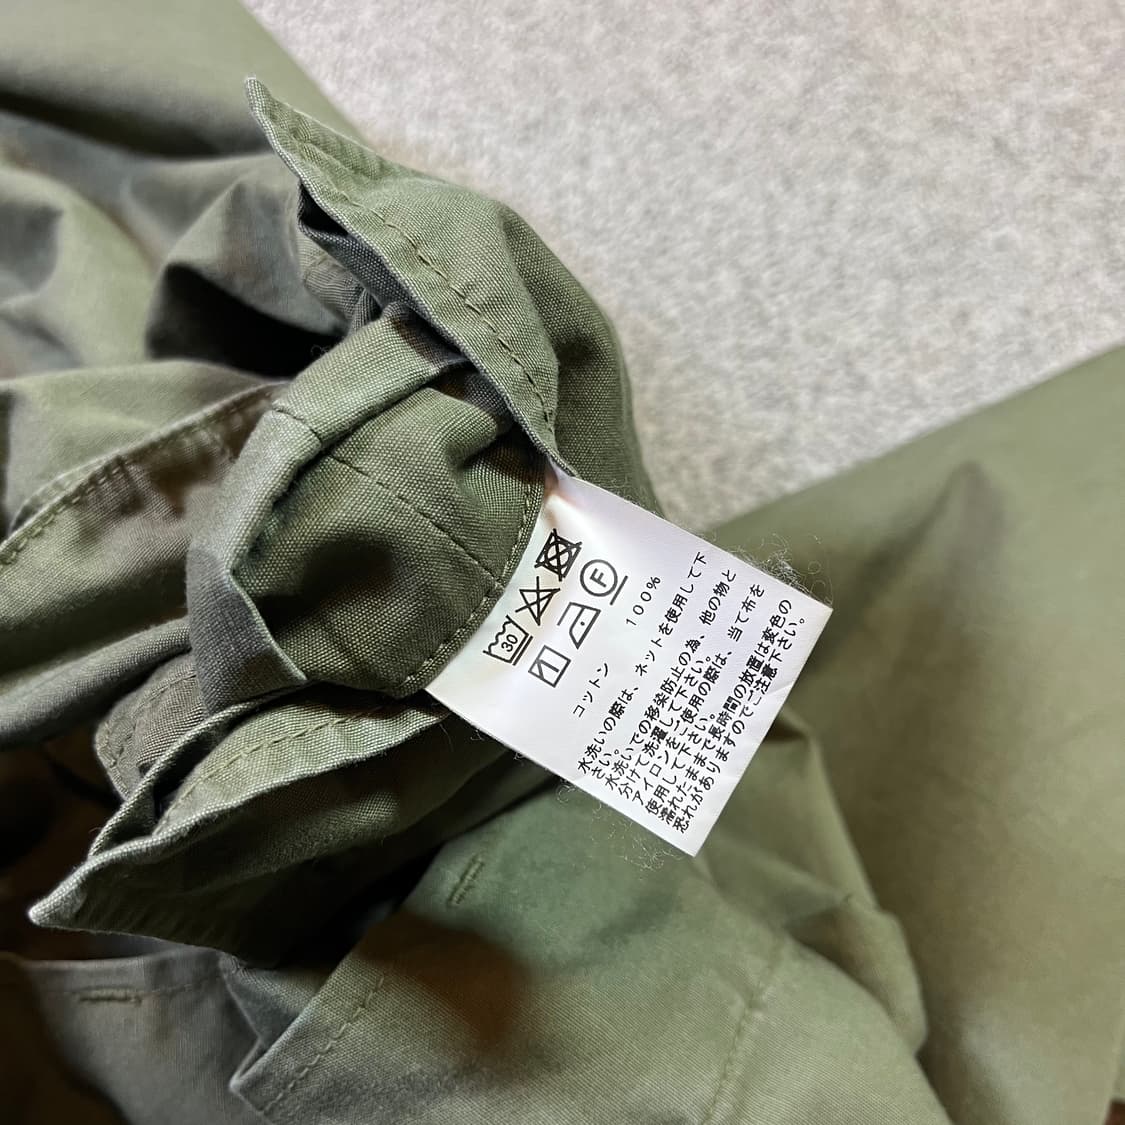 30
F
コットン 100%
水洗いの際は、ネットを使用して下
さい。
水洗いでの移染防止の為、他の物と
分けて洗濯して下さい。
アイロンをご使用の際は、当て布を
使用して下さい。
濡れたままで長時間の放置は変色の
恐れがありますのでご注意下さい。